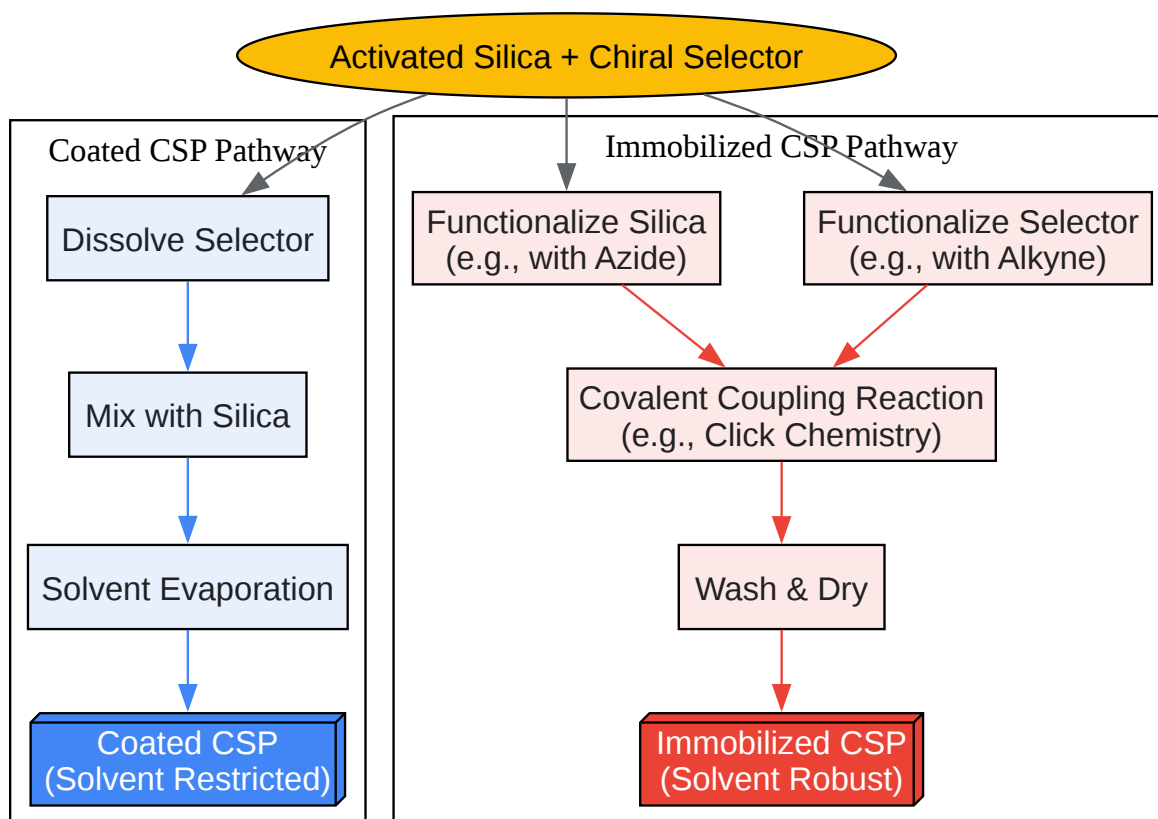 Activated Silica + Chiral Selector
Coated CSP Pathway
Dissolve Selector
Mix with Silica
Solvent Evaporation
Coated CSP
(Solvent Restricted)
Immobilized CSP Pathway
Functionalize Silica
(e.g., with Azide)
Functionalize Selector
(e.g., with Alkyne)
Covalent Coupling Reaction
(e.g., Click Chemistry)
Wash & Dry
Immobilized CSP
(Solvent Robust)